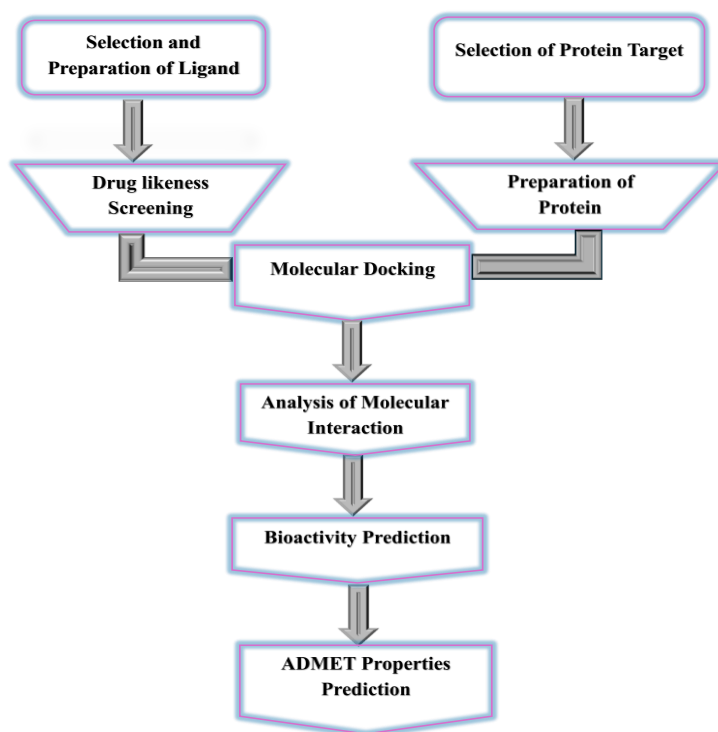 Selection and
Preparation of Ligand
Selection of Protein Target
Drug likeness
Screening
Preparation of
Protein
Molecular Docking
Analysis of Molecular
Interaction
Bioactivity Prediction
ADMET Properties
Prediction